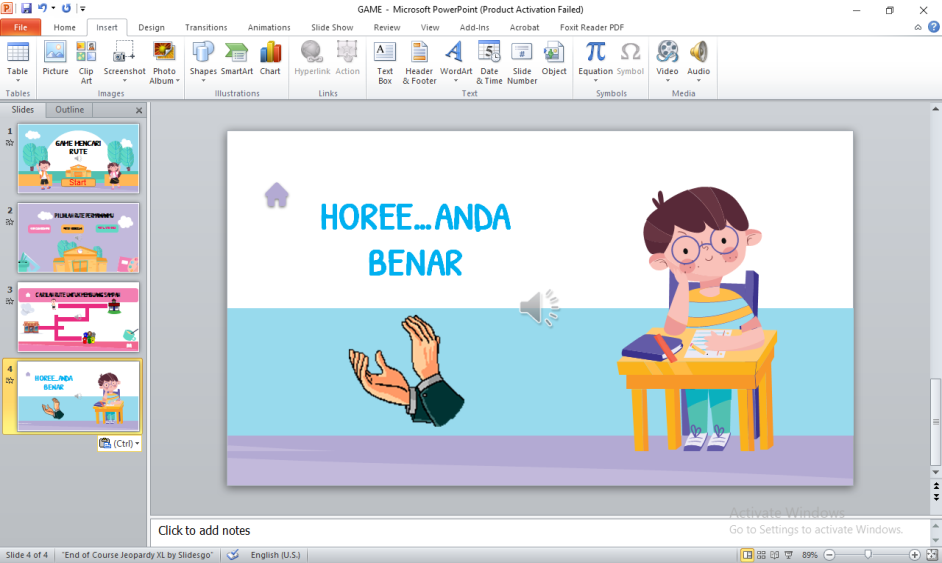 GAME - Microsoft PowerPoint (Product Activation Failed)
File Home Insert Design Transitions Animations Slide Show Review View Add-Ins Acrobat Foxit Reader PDF
Table Picture Clip Art Screenshot Photo Album Shapes SmartArt Chart Hyperlink Action Text Box Header & Footer WordArt Date & Time Slide Number Object Equation Symbol Video Audio
Tables Images Illustrations Links Text Symbols Media
Slides Outline
1
GAME MENCARI
RUTE
Start
2
3
4
HOREE...ANDA
BENAR
(Ctrl)
HOREE...ANDA
BENAR
Activate Windows
Go to Settings to activate Windows.
Click to add notes
Slide 4 of 4 "End of Course Jeopardy XL by Slidesgo" English (U.S.) 89%